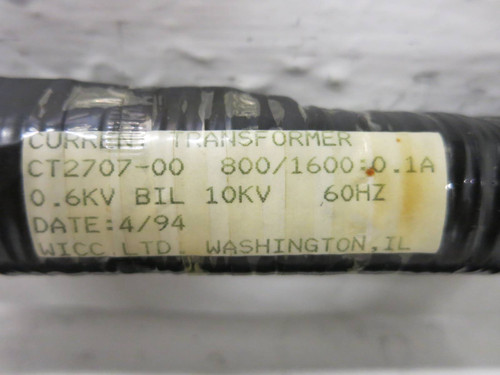 CURRENT TRANSFORMER
CT2707-00 800/1600:0.1A
0.6KV BIL 10KV 60HZ
DATE:4/94
WICC LTD. WASHINGTON,IL